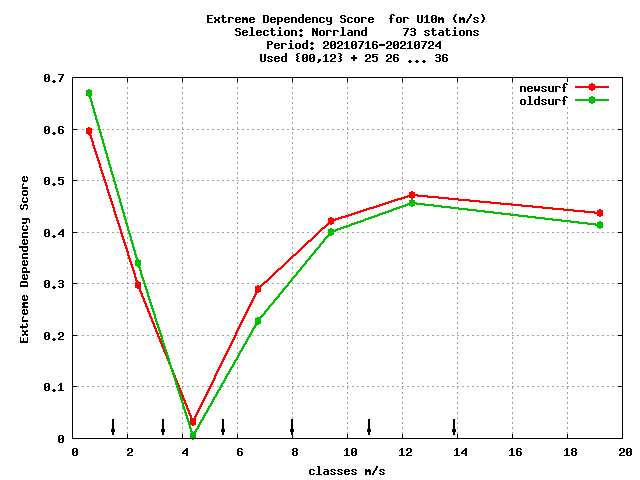 Extreme Dependency Score  for U10m (m/s)
Selection: Norrland     73 stations
Period: 20210716-20210724
Used {00,12} + 25 26 ... 36
newsurf
oldsurf
0.7
0.6
0.5
0.4
0.3
0.2
0.1
0
Extreme Dependency Score
0 2 4 6 8 10 12 14 16 18 20
classes m/s